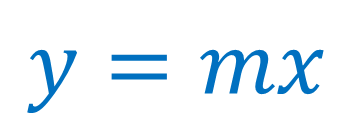 y = mx